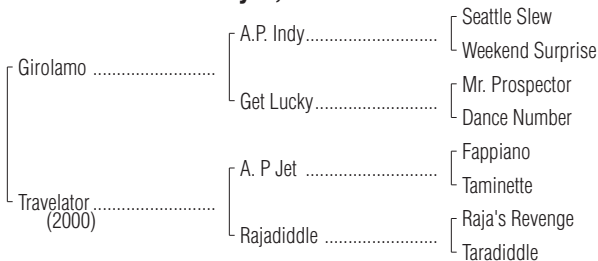 Seattle Slew
A.P. Indy
Weekend Surprise
Girolamo
Mr. Prospector
Get Lucky
Dance Number
Fappiano
A. P Jet
Taminette
Travelator
(2000)
Raja's Revenge
Rajadiddle
Taradiddle